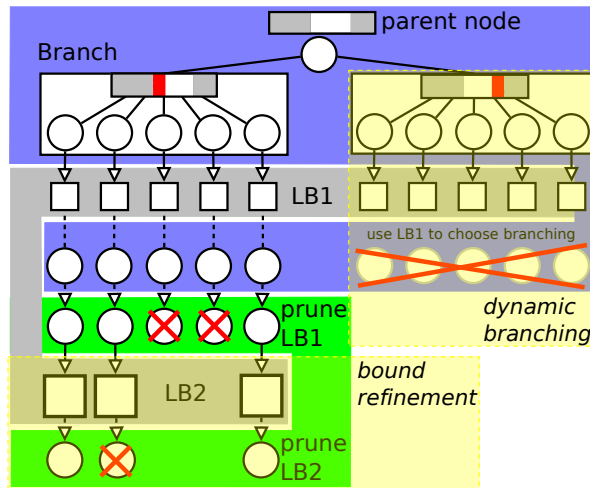 parent node
Branch
LB1
use LB1 to choose branching
prune
LB1
dynamic
branching
LB2
bound
refinement
prune
LB2